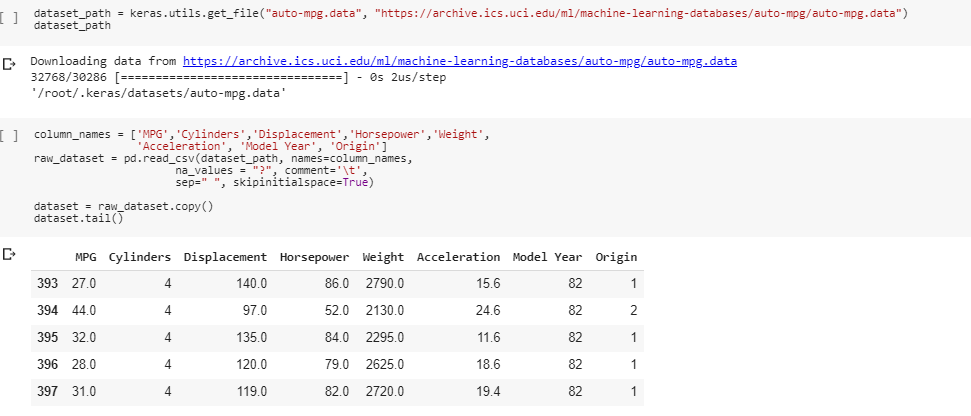 [ ] dataset_path = keras.utils.get_file("auto-mpg.data", "https://archive.ics.uci.edu/ml/machine-learning-databases/auto-mpg/auto-mpg.data")
dataset_path
Downloading data from https://archive.ics.uci.edu/ml/machine-learning-databases/auto-mpg/auto-mpg.data
32768/30286 [================================] - 0s 2us/step
'/root/.keras/datasets/auto-mpg.data'
[ ] column_names = ['MPG','Cylinders','Displacement','Horsepower','Weight',
'Acceleration', 'Model Year', 'Origin']
raw_dataset = pd.read_csv(dataset_path, names=column_names,
na_values = "?", comment='\t',
sep=" ", skipinitialspace=True)
dataset = raw_dataset.copy()
dataset.tail()
MPG Cylinders Displacement Horsepower Weight Acceleration Model Year Origin
393 27.0 4 140.0 86.0 2790.0 15.6 82 1
394 44.0 4 97.0 52.0 2130.0 24.6 82 2
395 32.0 4 135.0 84.0 2295.0 11.6 82 1
396 28.0 4 120.0 79.0 2625.0 18.6 82 1
397 31.0 4 119.0 82.0 2720.0 19.4 82 1